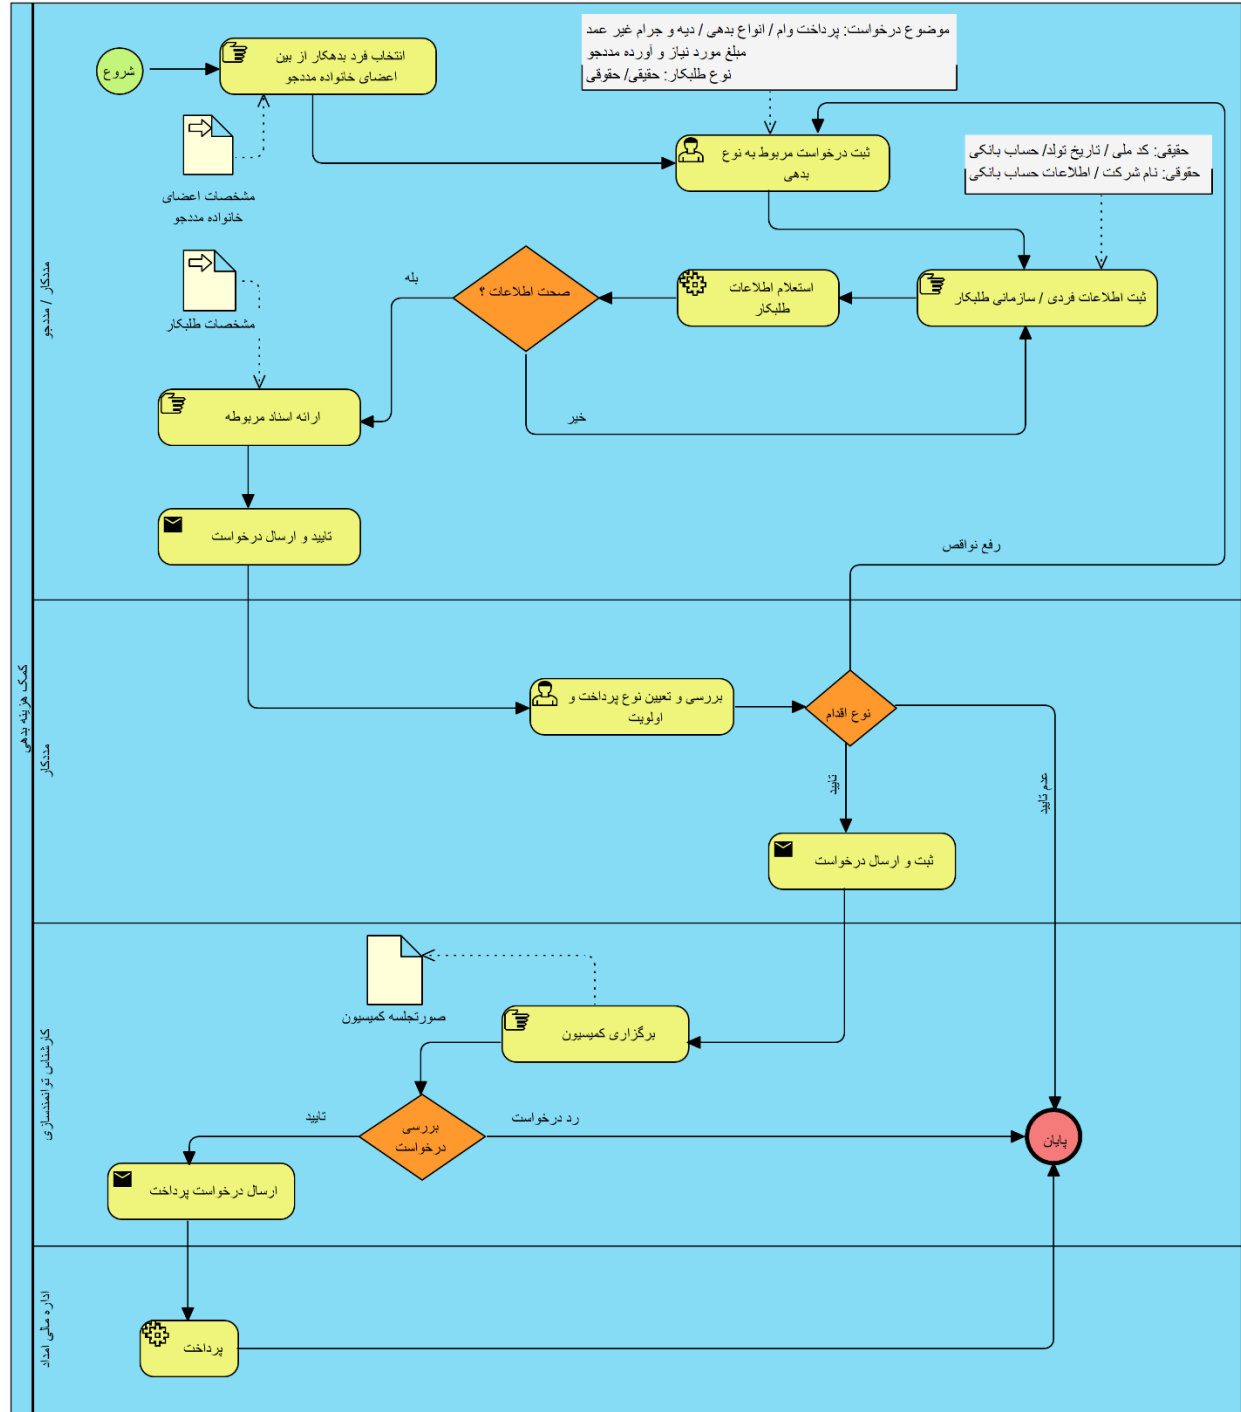 موضوع درخواست: پرداخت وام / انواع بدهی / دیه و جرام غیر عمد
مبلغ مورد نیاز و آورده مددجو
نوع طلبکار: حقیقی/ حقوقی
شروع
انتخاب فرد بدهکار از بین
اعضای خانواده مددجو
ثبت درخواست مربوط به نوع
بدهی
حقیقی: کد ملی / تاریخ تولد/ حساب بانکی
حقوقی: نام شرکت / اطلاعات حساب بانکی
مشخصات اعضای
خانواده مددجو
مددکار / مددجو
بله
صحت اطلاعات ؟
استعلام اطلاعات
طلبکار
ثبت اطلاعات فردی / سازمانی طلبکار
مشخصات طلبکار
ارائه اسناد مربوطه
خیر
تایید و ارسال درخواست
رفع نواقص
کمک هزینه بدهی
مددکار
بررسی و تعیین نوع پرداخت و
اولویت
نوع اقدام
تایید
عدم تایید
ثبت و ارسال درخواست
کارشناس توانمندسازی
صورتجلسه کمیسیون
برگزاری کمیسیون
تایید
بررسی
درخواست
رد درخواست
پایان
ارسال درخواست پرداخت
اداره مالی امداد
پرداخت